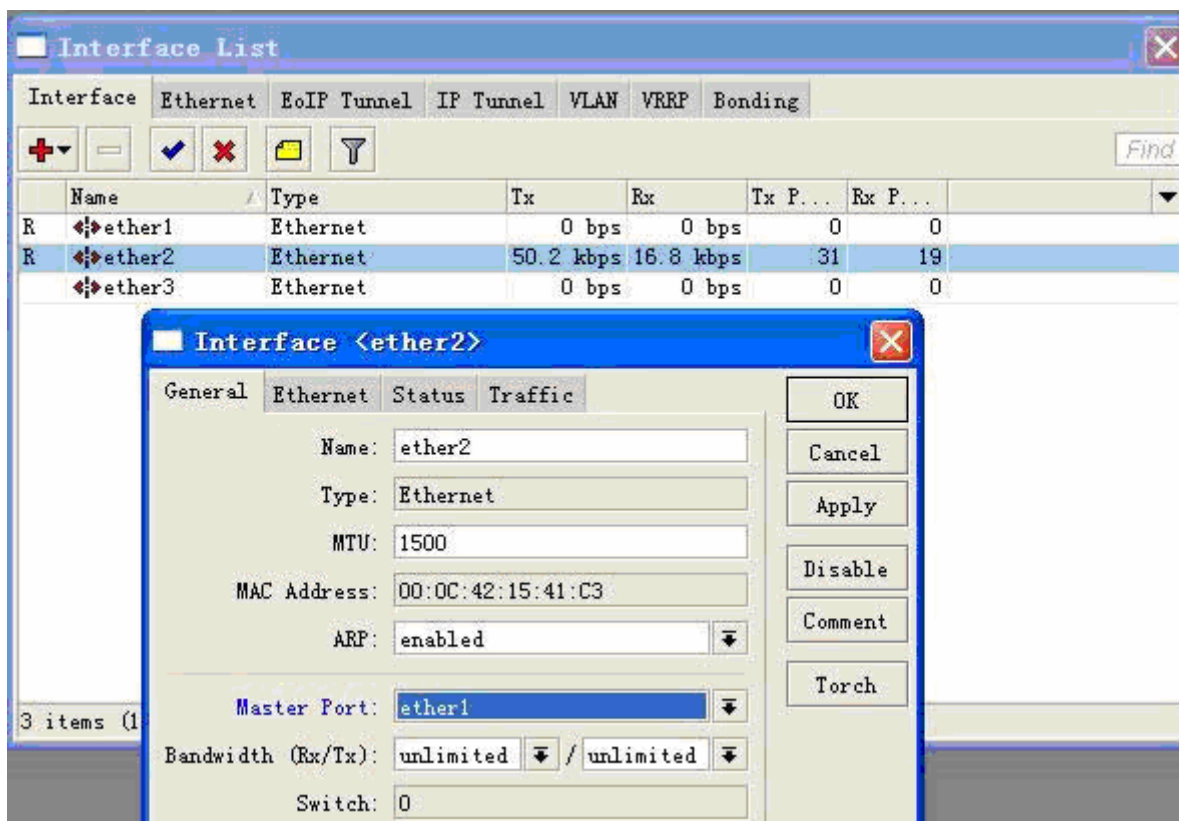 Interface List
Interface Ethernet EoIP Tunnel IP Tunnel VLAN VRRP Bonding
Find
Name Type Tx Rx Tx P... Rx P...
R ether1 Ethernet 0 bps 0 bps 0 0
R ether2 Ethernet 50.2 kbps 16.8 kbps 31 19
ether3 Ethernet 0 bps 0 bps 0 0
Interface <ether2>
General Ethernet Status Traffic
OK
Name: ether2
Cancel
Type: Ethernet
Apply
MTU: 1500
Disable
MAC Address: 00:0C:42:15:41:C3
Comment
ARP: enabled
Torch
Master Port: ether1
3 items (1
Bandwidth (Rx/Tx): unlimited / unlimited
Switch: 0